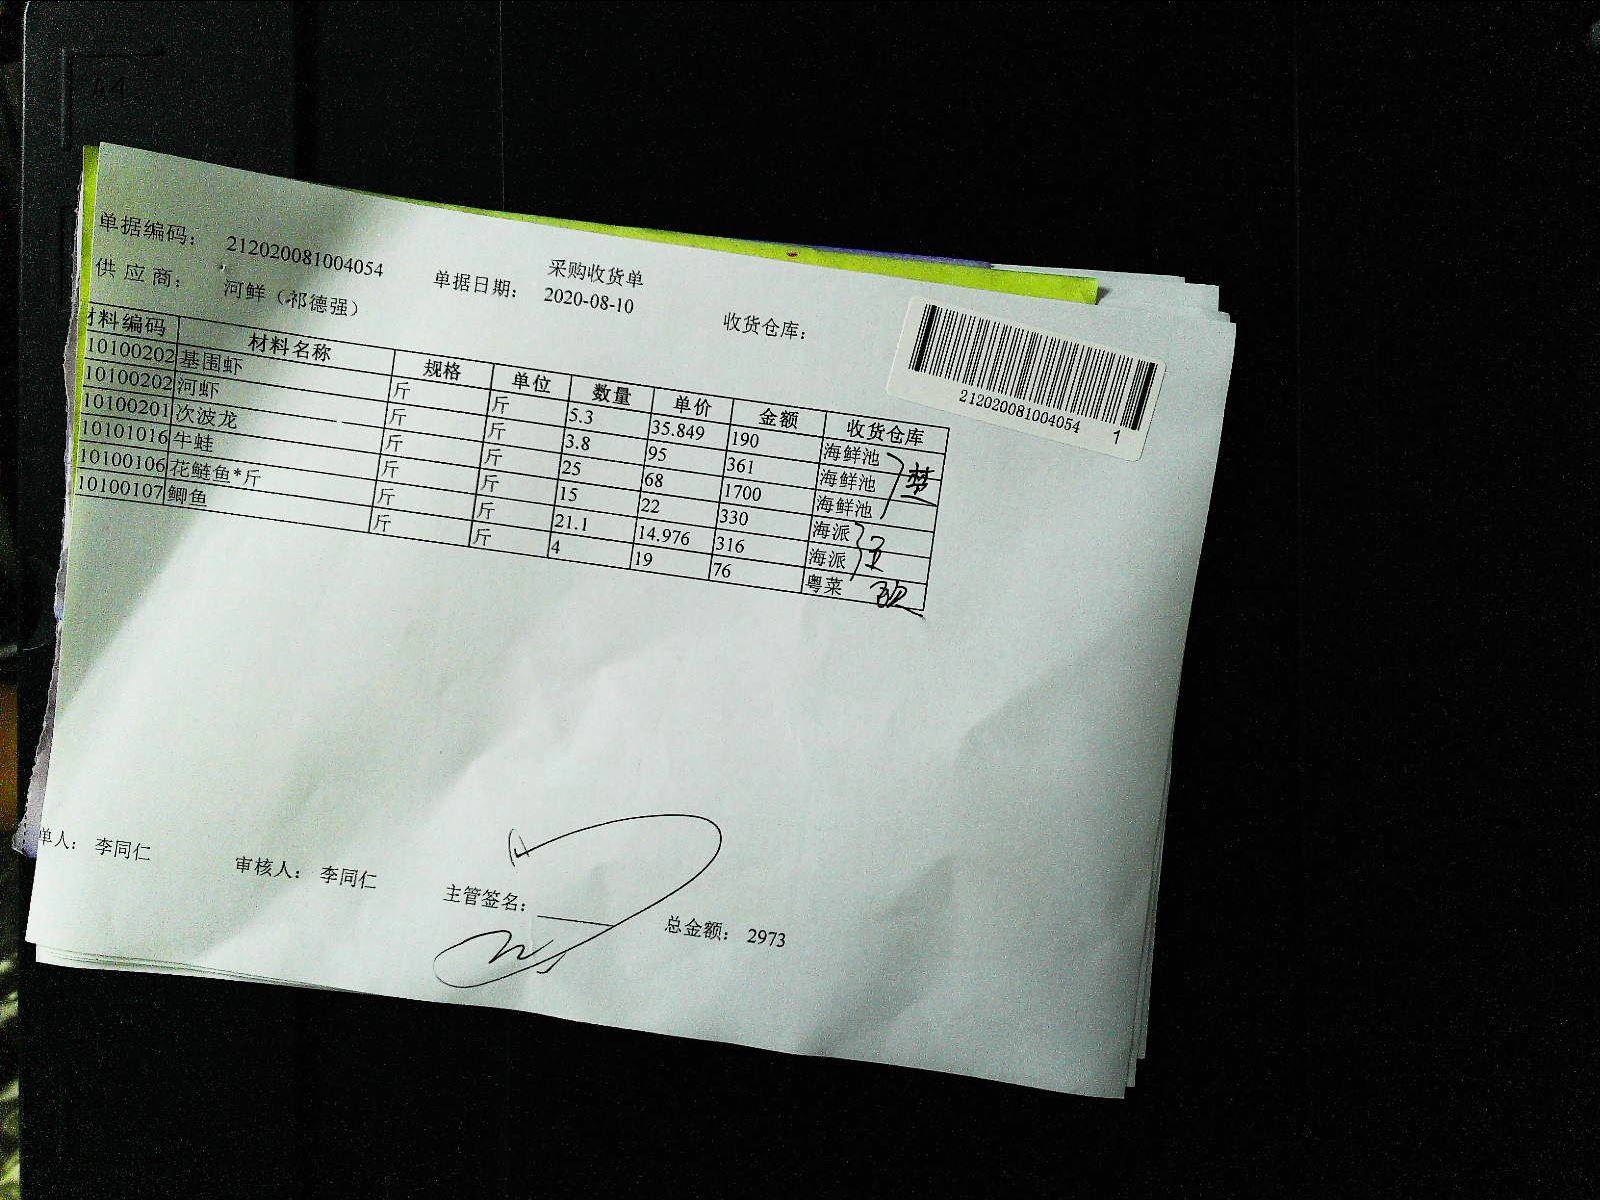 采购收货单
单据编码： 212020081004054 单据日期： 2020-08-10 收货仓库：
供 应 商： 河鲜（祁德强）
212020081004054 1
材料编码 材料名称 规格 单位 数量 单价 金额 收货仓库
10100202 基围虾 斤 斤 5.3 35.849 190 海鲜池
10100202 河虾 斤 斤 3.8 95 361 海鲜池
10100201 次波龙 斤 斤 25 68 1700 海鲜池
10101016 牛蛙 斤 斤 15 22 330 海派
10100106 花鲢鱼*斤 斤 斤 21.1 14.976 316 海派
10100107 鲫鱼 斤 斤 4 19 76 粤菜
单人： 李同仁 审核人： 李同仁 主管签名： 总金额： 2973